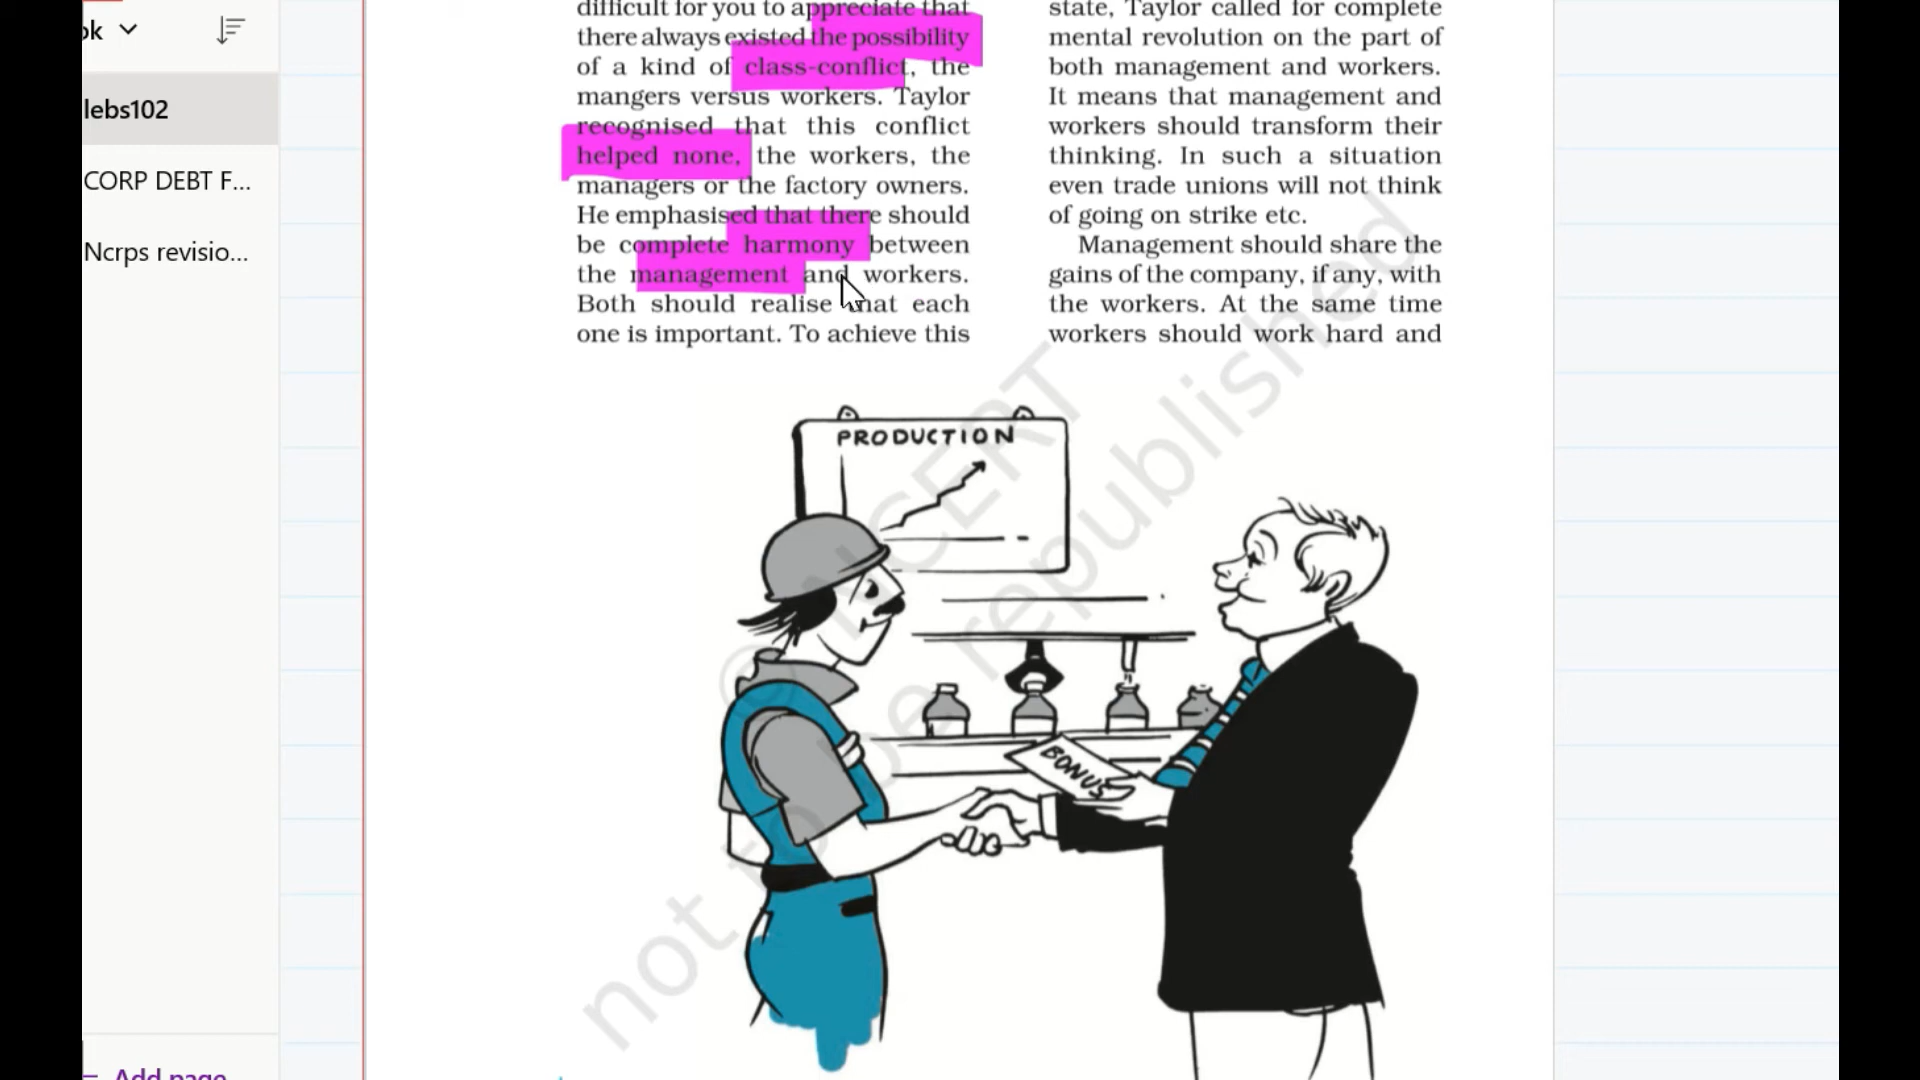 ok
lebs102
CORP DEBT F...
Ncrps revisio...
Add page
difficult for you to appreciate that
there always existed the possibility
of a kind of class-conflict, the
mangers versus workers. Taylor
recognised that this conflict
helped none, the workers, the
managers or the factory owners.
He emphasised that there should
be complete harmony between
the management and workers.
Both should realise that each
one is important. To achieve this
state, Taylor called for complete
mental revolution on the part of
both management and workers.
It means that management and
workers should transform their
thinking. In such a situation
even trade unions will not think
of going on strike etc.
Management should share the
gains of the company, if any, with
the workers. At the same time
workers should work hard and
PRODUCTION
BONUS
© NCERT
not to be republished